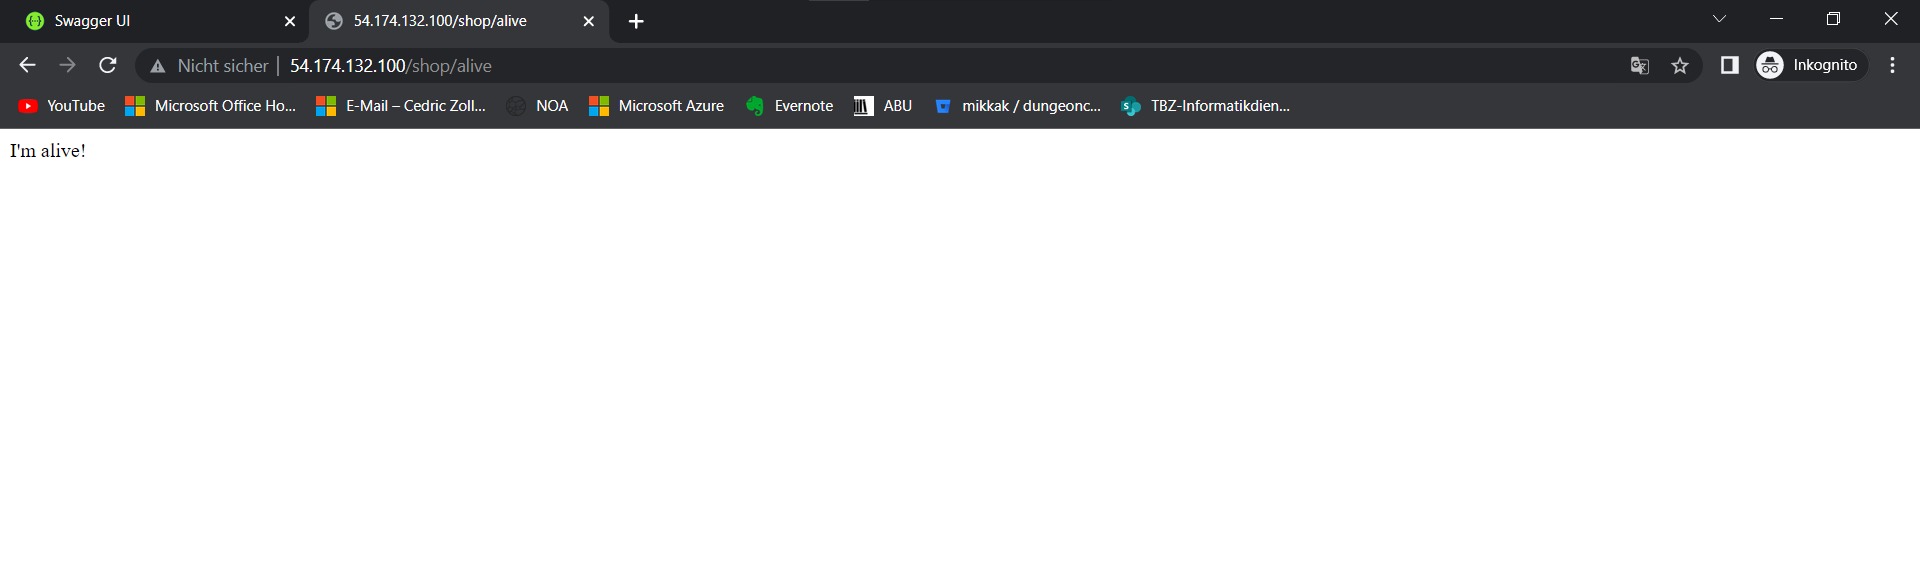 Swagger UI
54.174.132.100/shop/alive
Nicht sicher | 54.174.132.100/shop/alive
Inkognito
YouTube Microsoft Office Ho... E-Mail – Cedric Zoll... NOA Microsoft Azure Evernote ABU mikkak / dungeonc... TBZ-Informatikdien...
I'm alive!